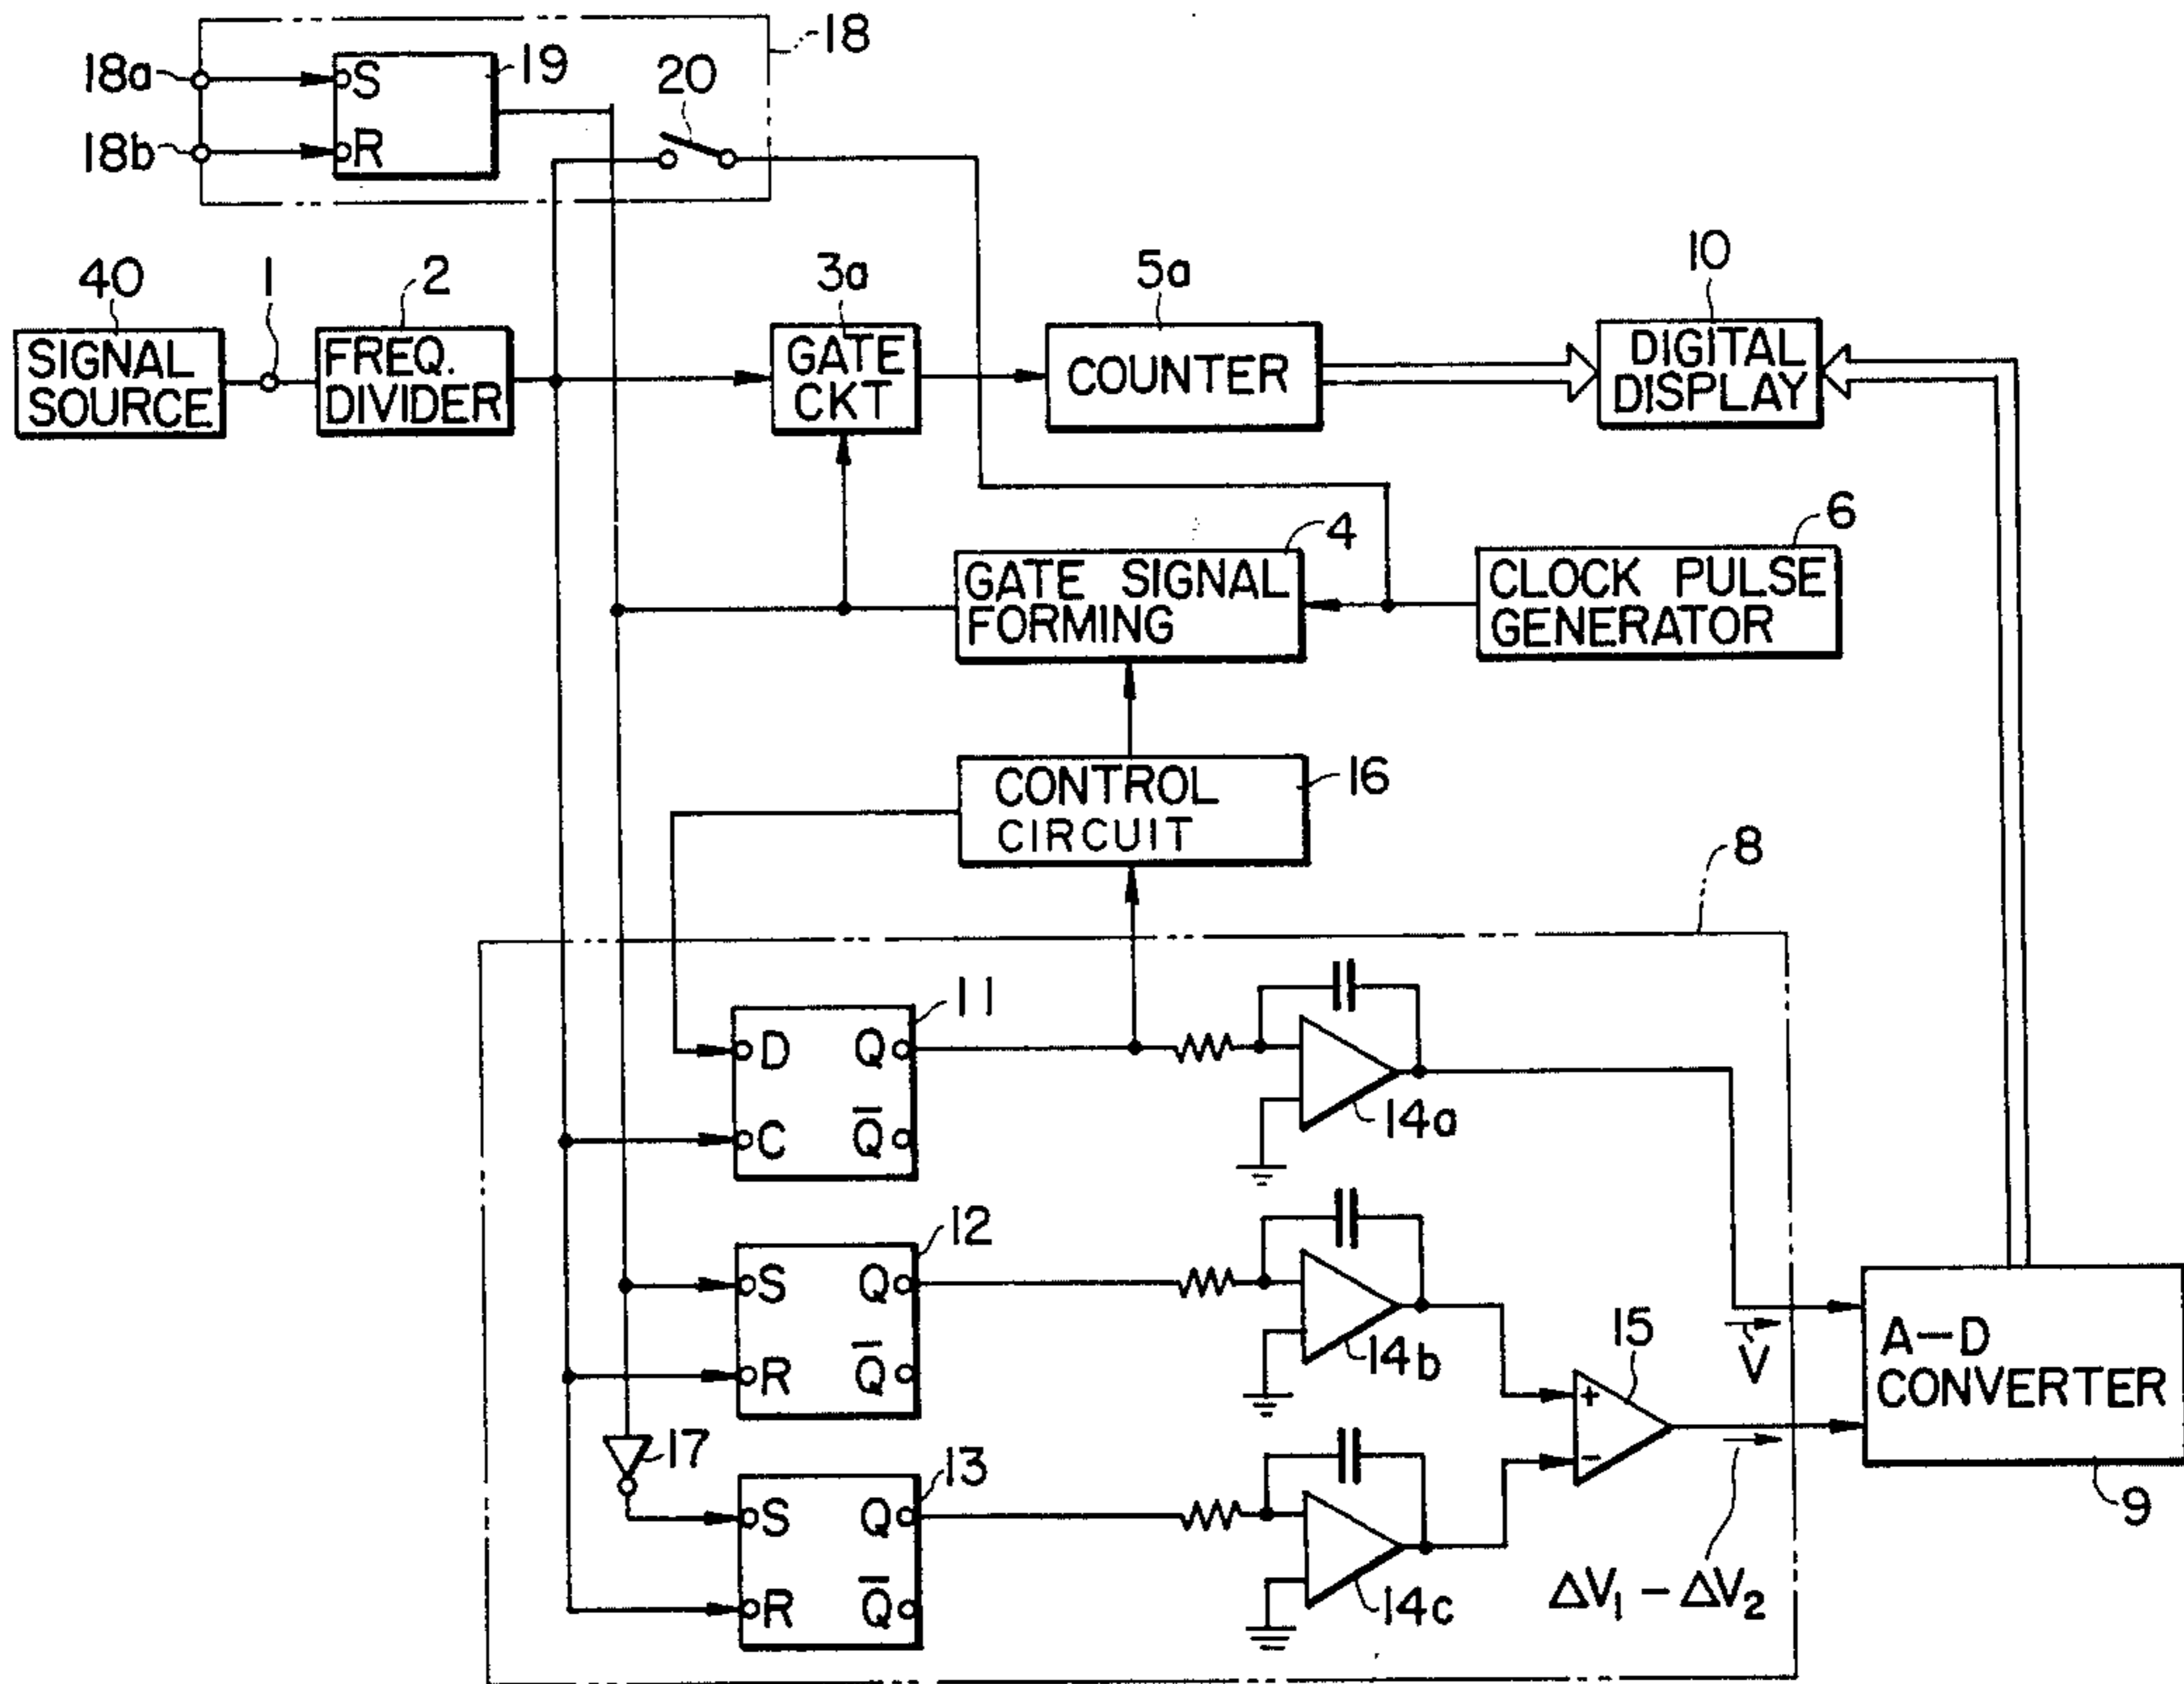 18
18a
S
19
20
18b
R
40
1
2
3a
5a
10
SIGNAL
SOURCE
FREQ.
DIVIDER
GATE
CKT
COUNTER
DIGITAL
DISPLAY
4
6
GATE SIGNAL
FORMING
CLOCK PULSE
GENERATOR
CONTROL
CIRCUIT
16
8
11
D
Q
C
Q̅
14a
12
S
Q
R
Q̅
14b
15
V
A-D
CONVERTER
17
13
S
Q
R
Q̅
14c
+
-
ΔV₁ - ΔV₂
9